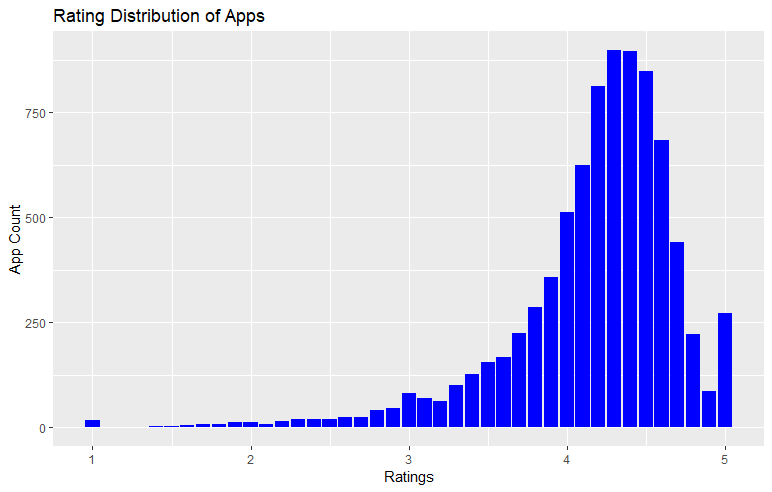 Rating Distribution of Apps
App Count
750
500
250
0
1 2 3 4 5
Ratings